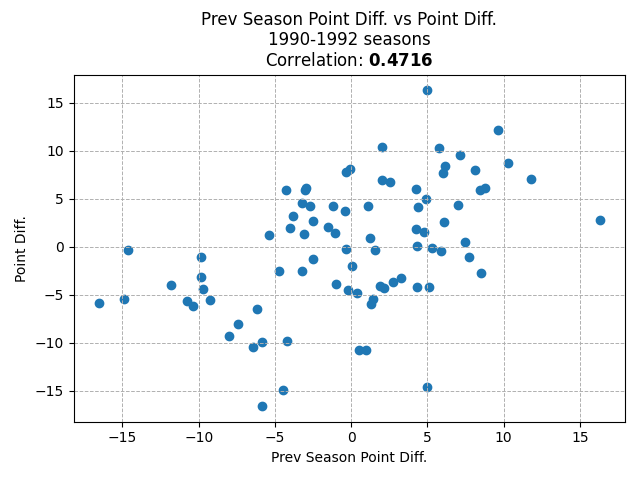 Prev Season Point Diff. vs Point Diff.
1990-1992 seasons
Correlation: 0.4716
15
10
5
0
−5
−10
−15
Point Diff.
−15 −10 −5 0 5 10 15
Prev Season Point Diff.